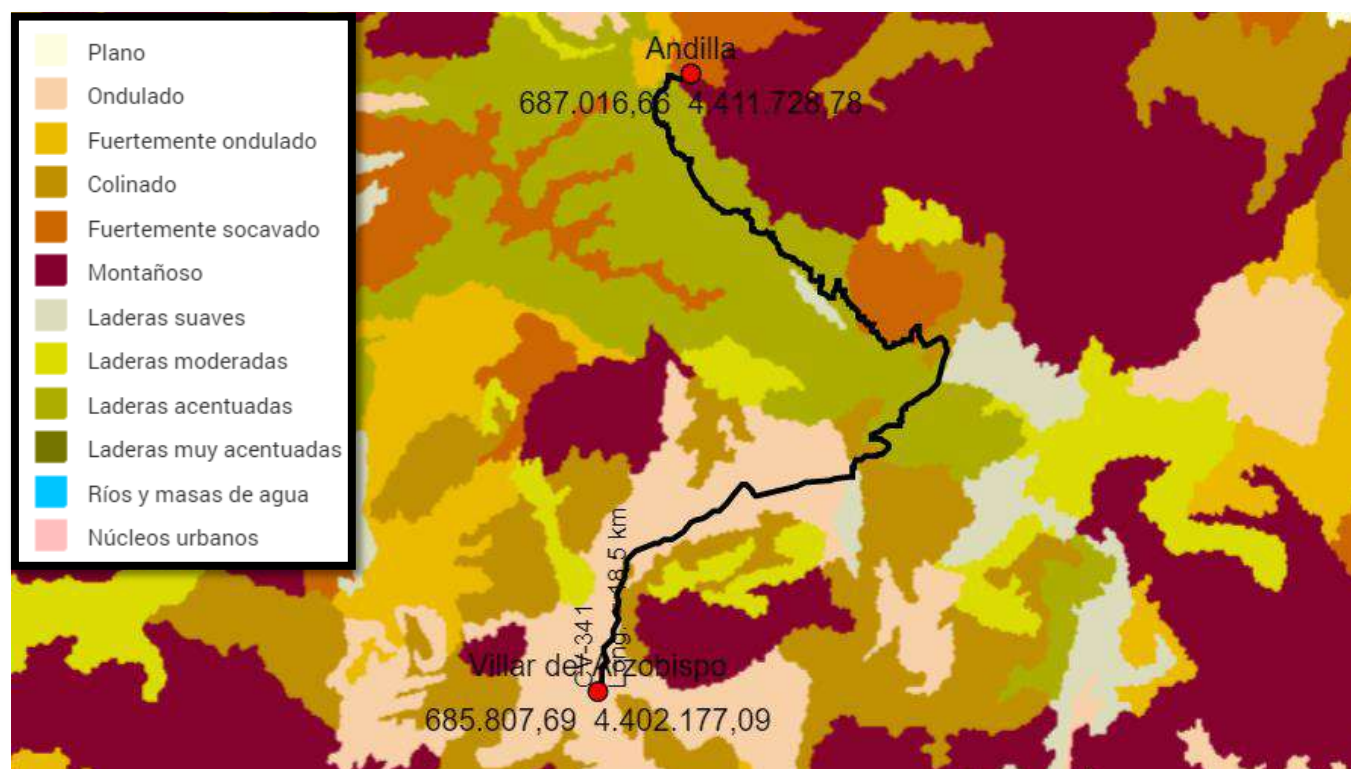 Plano
Ondulado
Fuertemente ondulado
Colinado
Fuertemente socavado
Montañoso
Laderas suaves
Laderas moderadas
Laderas acentuadas
Laderas muy acentuadas
Ríos y masas de agua
Núcleos urbanos
Andilla
687.016,66 4.411.728,78
CV-341
Long. 18,5 km
Villar del Arzobispo
685.807,69 4.402.177,09